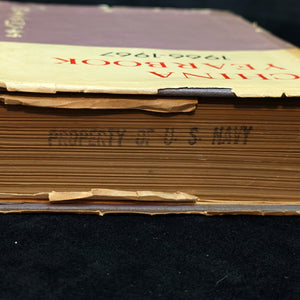 CHINA
YEARBOOK
1966-1967
PROPERTY OF U. S. NAVY